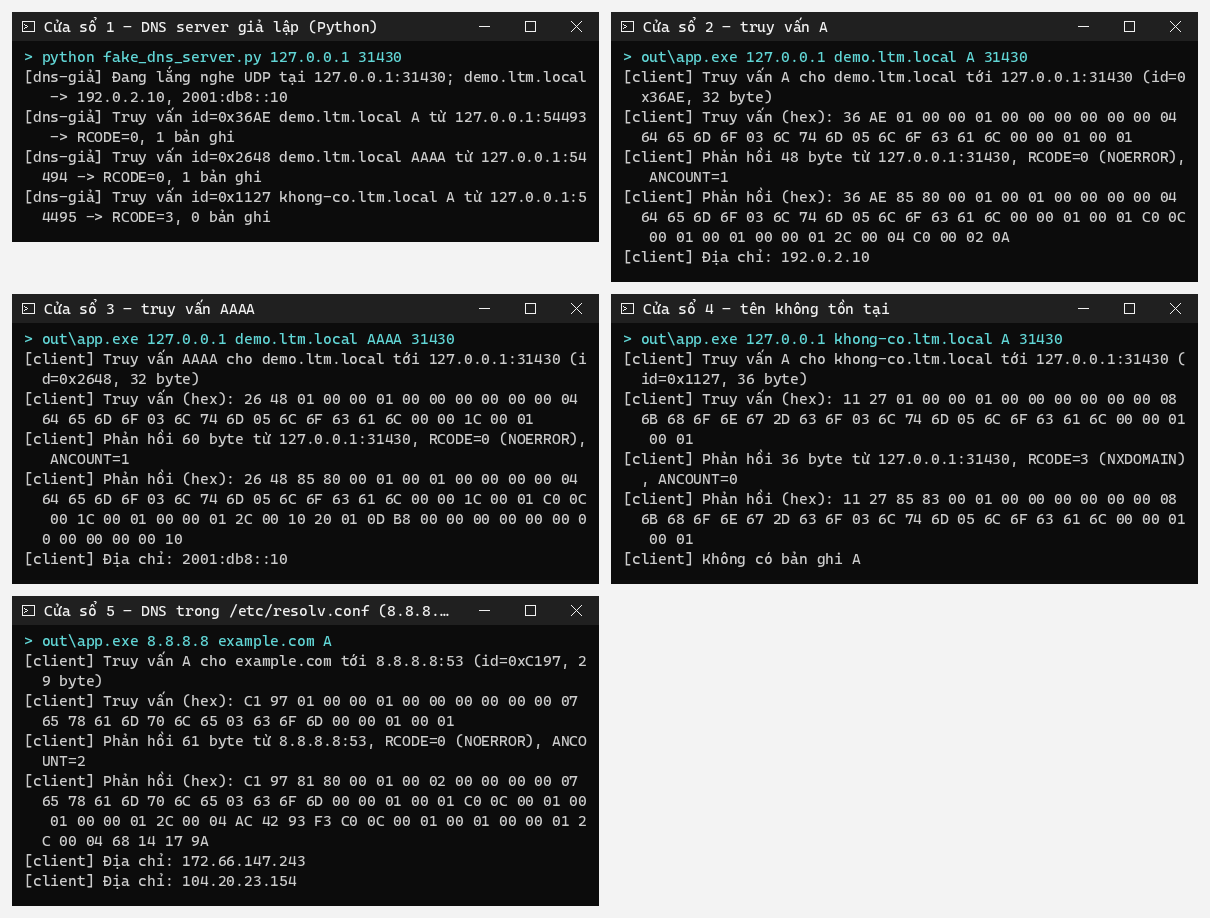 Cửa sổ 1 – DNS server giả lập (Python)
> python fake_dns_server.py 127.0.0.1 31430
[dns-giả] Đang lắng nghe UDP tại 127.0.0.1:31430; demo.ltm.local
-> 192.0.2.10, 2001:db8::10
[dns-giả] Truy vấn id=0x36AE demo.ltm.local A từ 127.0.0.1:54493
-> RCODE=0, 1 bản ghi
[dns-giả] Truy vấn id=0x2648 demo.ltm.local AAAA từ 127.0.0.1:54
494 -> RCODE=0, 1 bản ghi
[dns-giả] Truy vấn id=0x1127 khong-co.ltm.local A từ 127.0.0.1:5
4495 -> RCODE=3, 0 bản ghi
Cửa sổ 2 – truy vấn A
> out\app.exe 127.0.0.1 demo.ltm.local A 31430
[client] Truy vấn A cho demo.ltm.local tới 127.0.0.1:31430 (id=0
x36AE, 32 byte)
[client] Truy vấn (hex): 36 AE 01 00 00 01 00 00 00 00 00 00 04
64 65 6D 6F 03 6C 74 6D 05 6C 6F 63 61 6C 00 00 01 00 01
[client] Phản hồi 48 byte từ 127.0.0.1:31430, RCODE=0 (NOERROR),
ANCOUNT=1
[client] Phản hồi (hex): 36 AE 85 80 00 01 00 01 00 00 00 00 04
64 65 6D 6F 03 6C 74 6D 05 6C 6F 63 61 6C 00 00 01 00 01 C0 0C
00 01 00 01 00 00 01 2C 00 04 C0 00 02 0A
[client] Địa chỉ: 192.0.2.10
Cửa sổ 3 – truy vấn AAAA
> out\app.exe 127.0.0.1 demo.ltm.local AAAA 31430
[client] Truy vấn AAAA cho demo.ltm.local tới 127.0.0.1:31430 (i
d=0x2648, 32 byte)
[client] Truy vấn (hex): 26 48 01 00 00 01 00 00 00 00 00 00 04
64 65 6D 6F 03 6C 74 6D 05 6C 6F 63 61 6C 00 00 1C 00 01
[client] Phản hồi 60 byte từ 127.0.0.1:31430, RCODE=0 (NOERROR),
ANCOUNT=1
[client] Phản hồi (hex): 26 48 85 80 00 01 00 01 00 00 00 00 04
64 65 6D 6F 03 6C 74 6D 05 6C 6F 63 61 6C 00 00 1C 00 01 C0 0C
00 1C 00 01 00 00 01 2C 00 10 20 01 0D B8 00 00 00 00 00 00 0
0 00 00 00 00 10
[client] Địa chỉ: 2001:db8::10
Cửa sổ 4 – tên không tồn tại
> out\app.exe 127.0.0.1 khong-co.ltm.local A 31430
[client] Truy vấn A cho khong-co.ltm.local tới 127.0.0.1:31430 (
id=0x1127, 36 byte)
[client] Truy vấn (hex): 11 27 01 00 00 01 00 00 00 00 00 00 08
6B 68 6F 6E 67 2D 63 6F 03 6C 74 6D 05 6C 6F 63 61 6C 00 00 01
00 01
[client] Phản hồi 36 byte từ 127.0.0.1:31430, RCODE=3 (NXDOMAIN)
, ANCOUNT=0
[client] Phản hồi (hex): 11 27 85 83 00 01 00 00 00 00 00 00 08
6B 68 6F 6E 67 2D 63 6F 03 6C 74 6D 05 6C 6F 63 61 6C 00 00 01
00 01
[client] Không có bản ghi A
Cửa sổ 5 – DNS trong /etc/resolv.conf (8.8.8.…
> out\app.exe 8.8.8.8 example.com A
[client] Truy vấn A cho example.com tới 8.8.8.8:53 (id=0xC197, 2
9 byte)
[client] Truy vấn (hex): C1 97 01 00 00 01 00 00 00 00 00 00 07
65 78 61 6D 70 6C 65 03 63 6F 6D 00 00 01 00 01
[client] Phản hồi 61 byte từ 8.8.8.8:53, RCODE=0 (NOERROR), ANCO
UNT=2
[client] Phản hồi (hex): C1 97 81 80 00 01 00 02 00 00 00 00 07
65 78 61 6D 70 6C 65 03 63 6F 6D 00 00 01 00 01 C0 0C 00 01 00
01 00 00 01 2C 00 04 AC 42 93 F3 C0 0C 00 01 00 01 00 00 01 2
C 00 04 68 14 17 9A
[client] Địa chỉ: 172.66.147.243
[client] Địa chỉ: 104.20.23.154